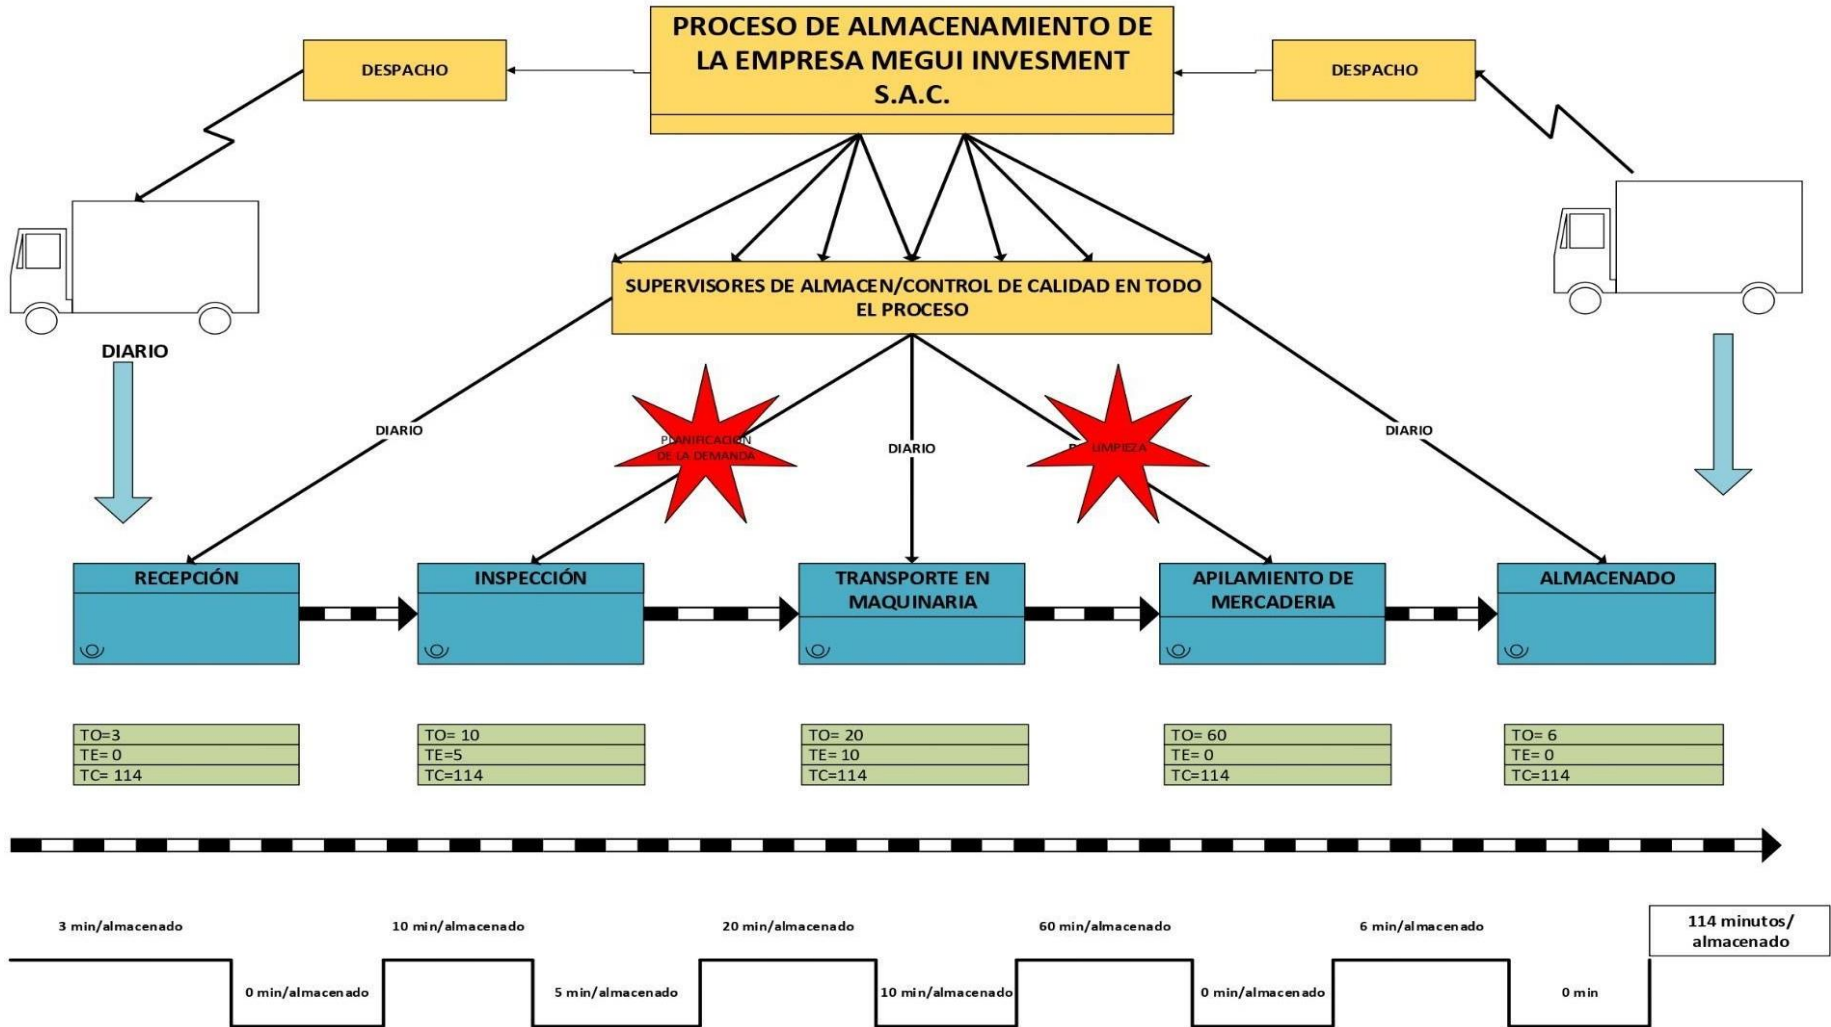 PROCESO DE ALMACENAMIENTO DE
LA EMPRESA MEGUI INVESMENT
S.A.C.
DESPACHO
DESPACHO
SUPERVISORES DE ALMACEN/CONTROL DE CALIDAD EN TODO
EL PROCESO
DIARIO
DIARIO
PLANIFICACION
DE LA DEMANDA
DIARIO
LIMPIEZA
DIARIO
RECEPCIÓN
INSPECCIÓN
TRANSPORTE EN
MAQUINARIA
APILAMIENTO DE
MERCADERIA
ALMACENADO
TO=3
TE= 0
TC= 114
TO= 10
TE=5
TC=114
TO= 20
TE= 10
TC=114
TO= 60
TE= 0
TC=114
TO= 6
TE= 0
TC=114
3 min/almacenado
10 min/almacenado
20 min/almacenado
60 min/almacenado
6 min/almacenado
114 minutos/
almacenado
0 min/almacenado
5 min/almacenado
10 min/almacenado
0 min/almacenado
0 min